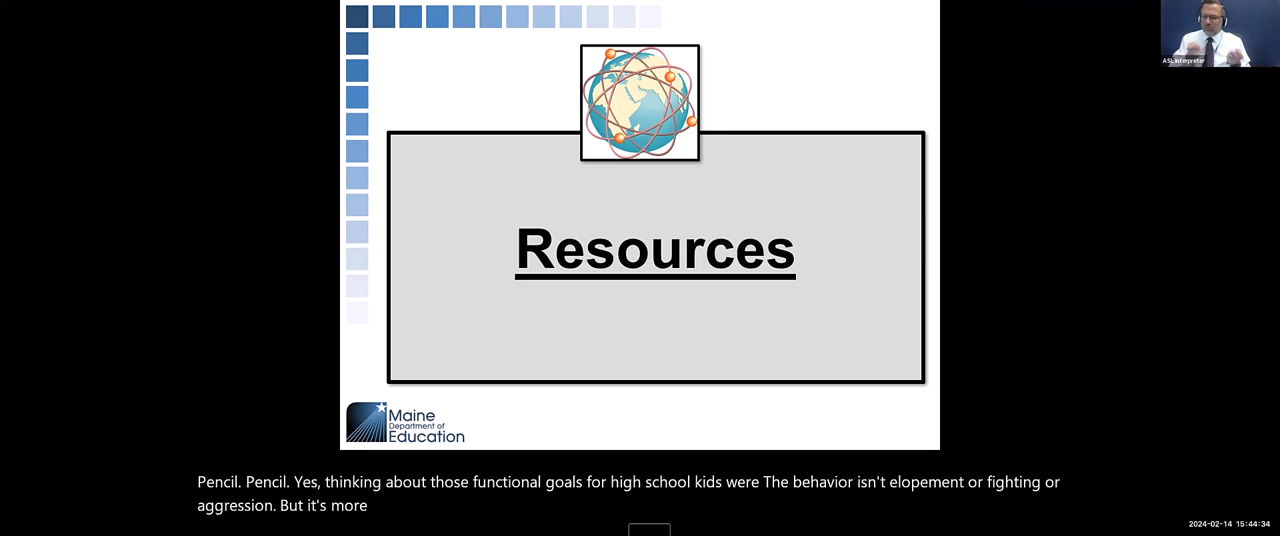 ASL Interpreter
Resources
Maine
Department of
Education
Pencil. Pencil. Yes, thinking about those functional goals for high school kids were The behavior isn't elopement or fighting or
aggression. But it's more
2024-02-14 15:44:34